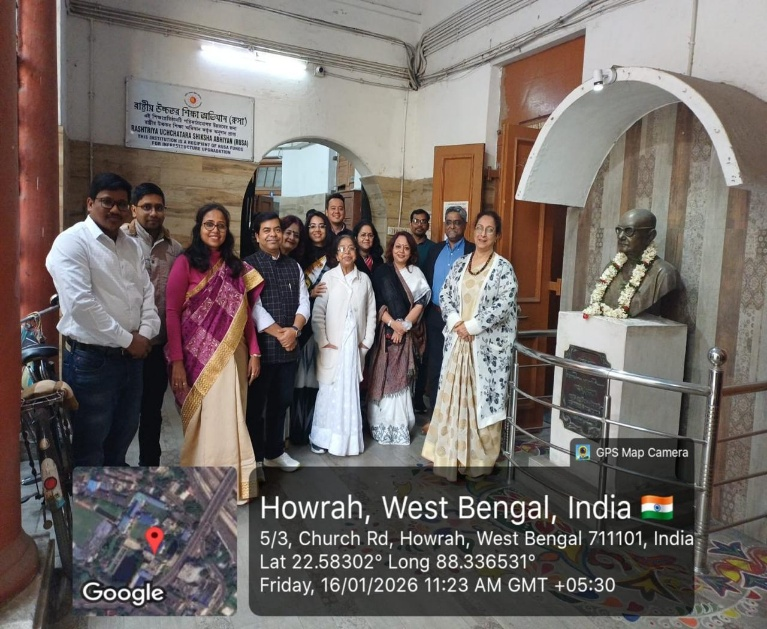 রাষ্ট্রীয় উচ্চতর শিক্ষা অভিযান (রুসা)
RASHTRIYA UCHCHATARA SHIKSHA ABHIYAN (RUSA)
THIS INSTITUTION IS A RECIPIENT OF RUSA FUNDS
FOR INFRASTRUCTURE UPGRADATION
GPS Map Camera
Howrah, West Bengal, India
5/3, Church Rd, Howrah, West Bengal 711101, India
Lat 22.58302° Long 88.336531°
Friday, 16/01/2026 11:23 AM GMT +05:30
Google